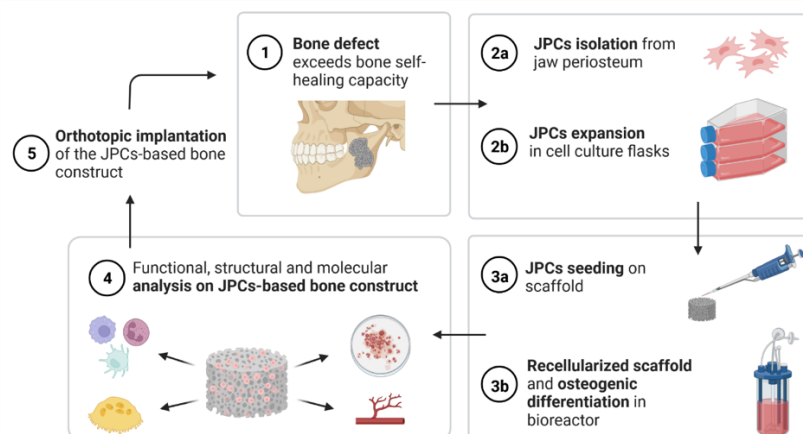 1
Bone defect
exceeds bone self-
healing capacity
2a
JPCs isolation from
jaw periosteum
2b
JPCs expansion
in cell culture flasks
3a
JPCs seeding on
scaffold
3b
Recellularized scaffold
and osteogenic
differentiation in
bioreactor
4
Functional, structural and molecular
analysis on JPCs-based bone construct
5
Orthotopic implantation
of the JPCs-based bone
construct